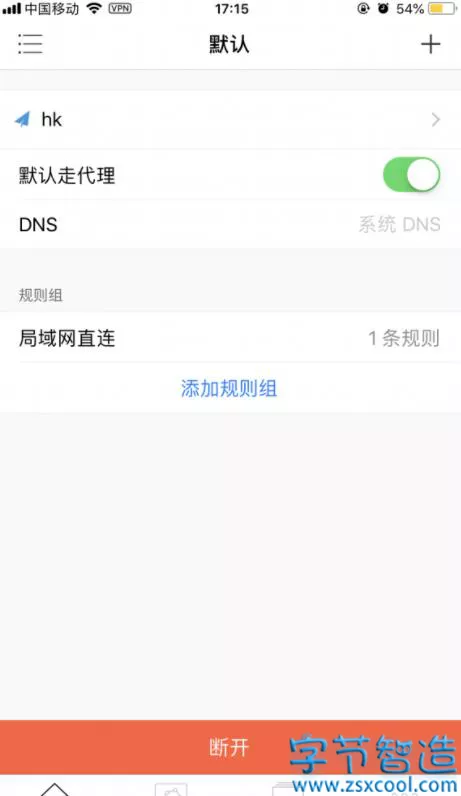 中国移动 VPN 17:15 54%
默认
hk
默认走代理
DNS 系统 DNS
规则组
局域网直连 1 条规则
添加规则组
断开
字节智造
www.zsxcool.com